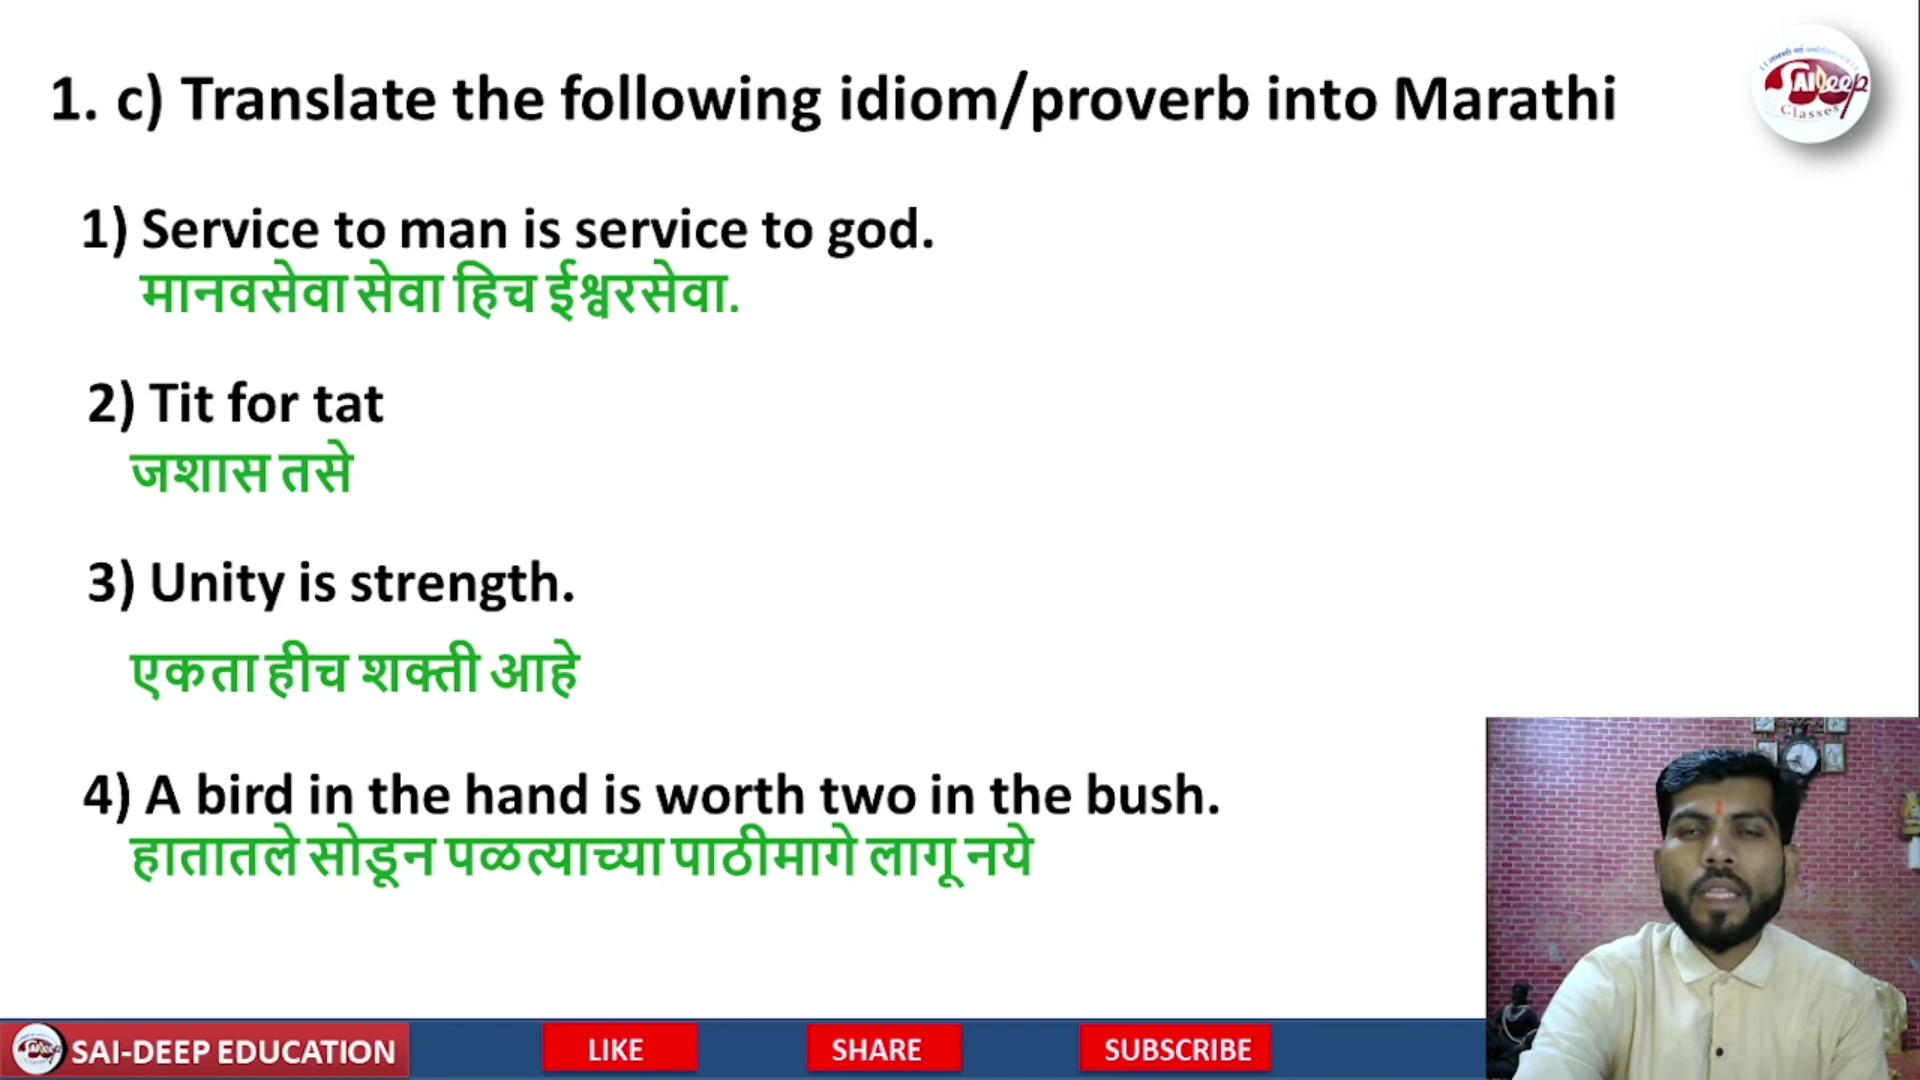 1. c) Translate the following idiom/proverb into Marathi
SAIDeep
Classes
1) Service to man is service to god.
मानवसेवा सेवा हिच ईश्वरसेवा.
2) Tit for tat
जशास तसे
3) Unity is strength.
एकता हीच शक्ती आहे
4) A bird in the hand is worth two in the bush.
हातातले सोडून पळत्याच्या पाठीमागे लागू नये
SAI-DEEP EDUCATION
LIKE
SHARE
SUBSCRIBE